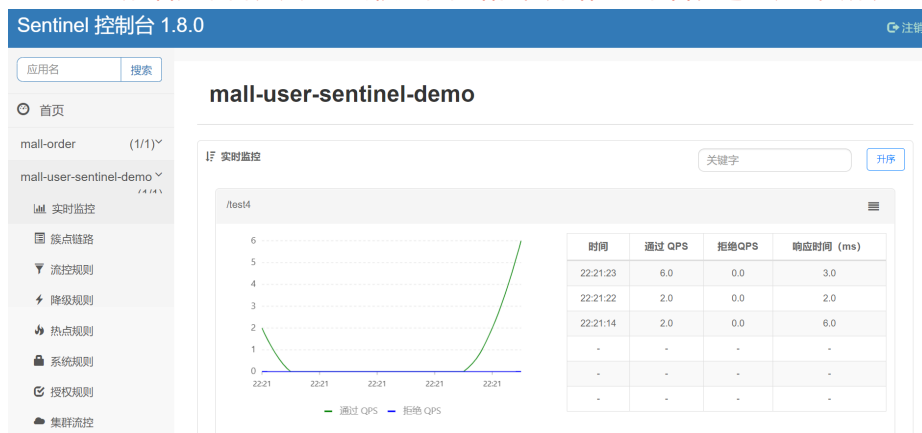 Sentinel 控制台 1.8.0
注销
应用名
搜索
首页
mall-order (1/1)
mall-user-sentinel-demo
(1/1)
实时监控
簇点链路
流控规则
降级规则
热点规则
系统规则
授权规则
集群流控
mall-user-sentinel-demo
实时监控
关键字
升序
/test4
6
5
4
3
2
1
0
22:21 22:21 22:21 22:21 22:21
通过 QPS 拒绝 QPS
时间 通过 QPS 拒绝QPS 响应时间 (ms)
22:21:23 6.0 0.0 3.0
22:21:22 2.0 0.0 2.0
22:21:14 2.0 0.0 6.0
- - - -
- - - -
- - - -